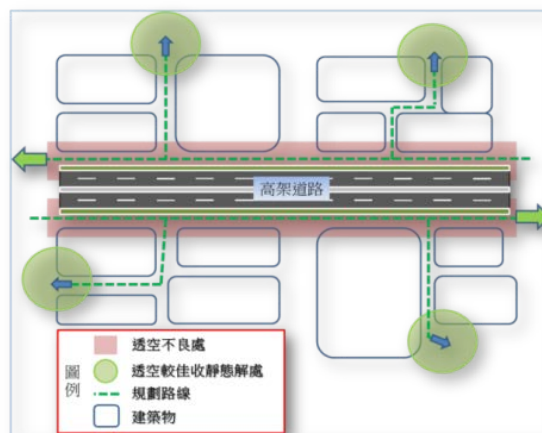 高架道路
圖例
透空不良處
透空較佳收靜態解處
規劃路線
建築物